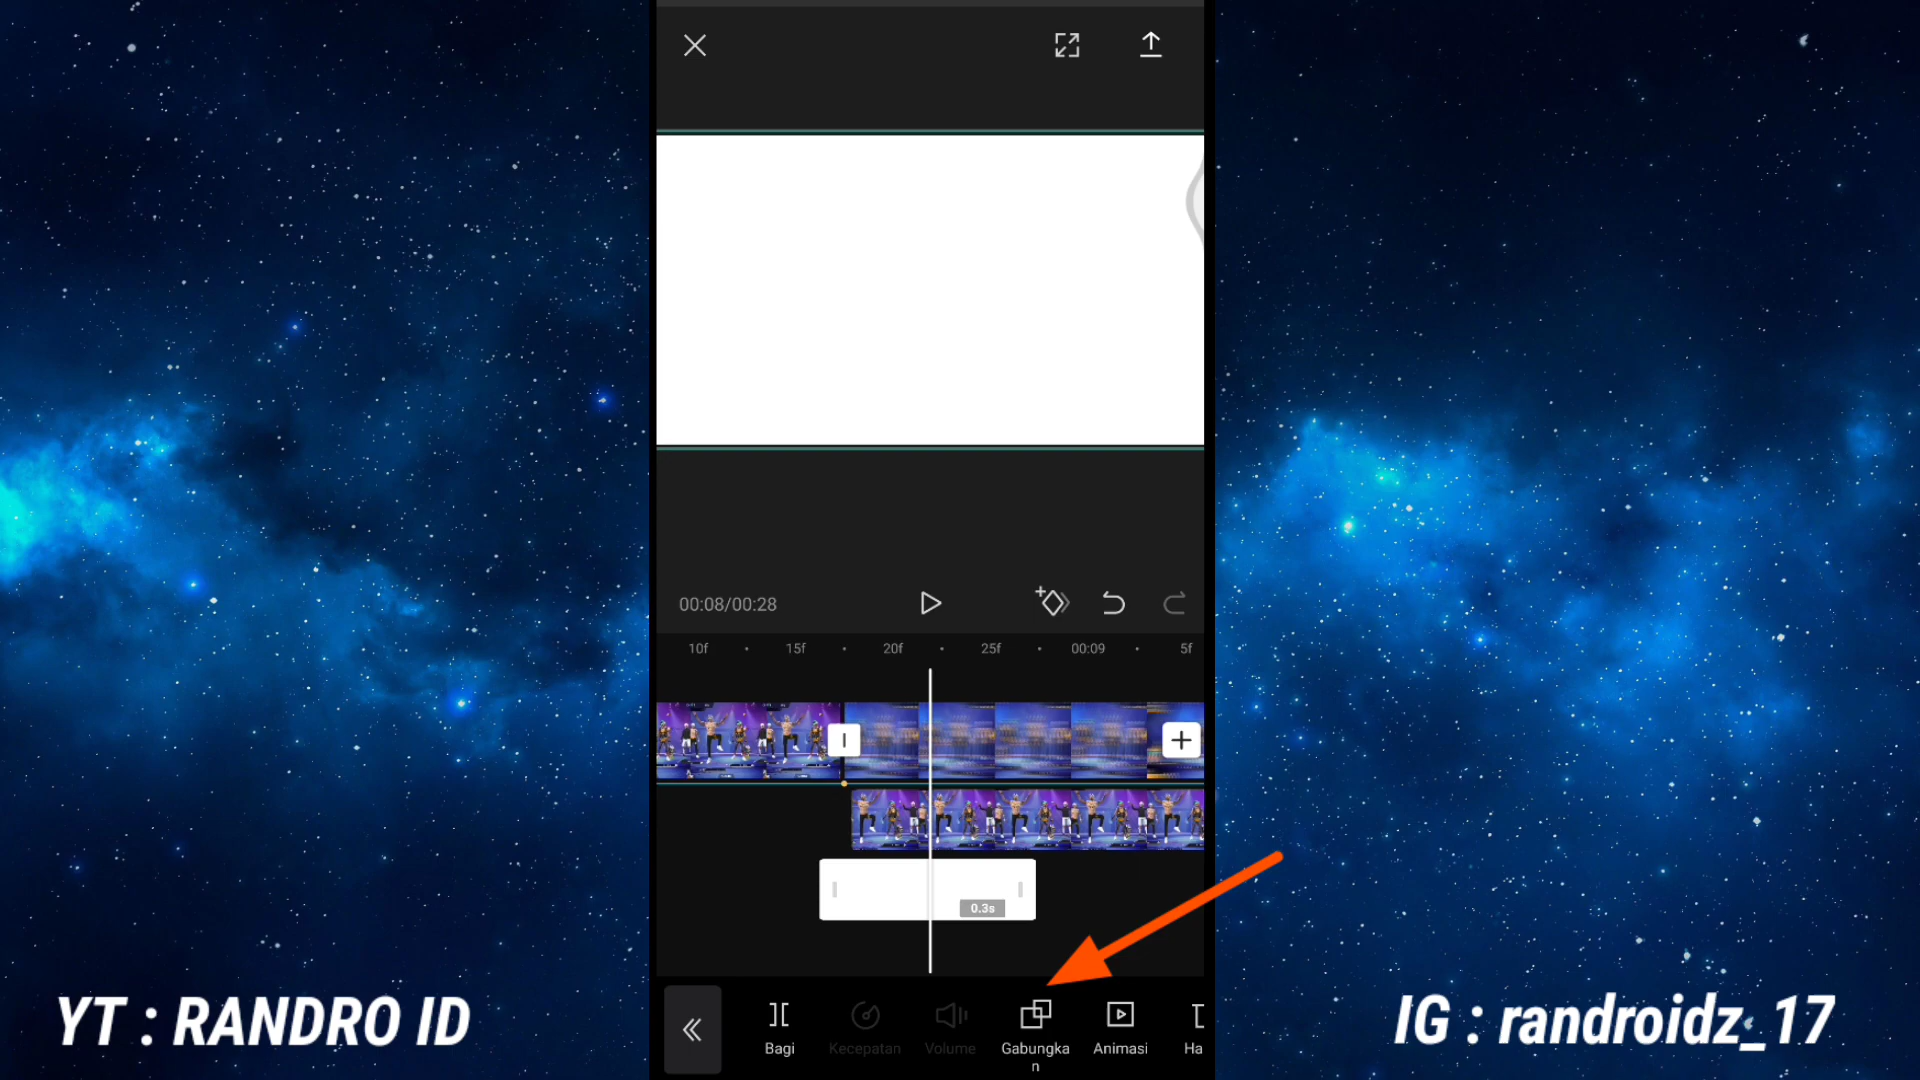 00:08/00:28
10f 15f 20f 25f 00:09 5f
0.3s
Bagi Kecepatan Volume Gabungka
n Animasi Ha
YT : RANDRO ID
IG : randroidz_17